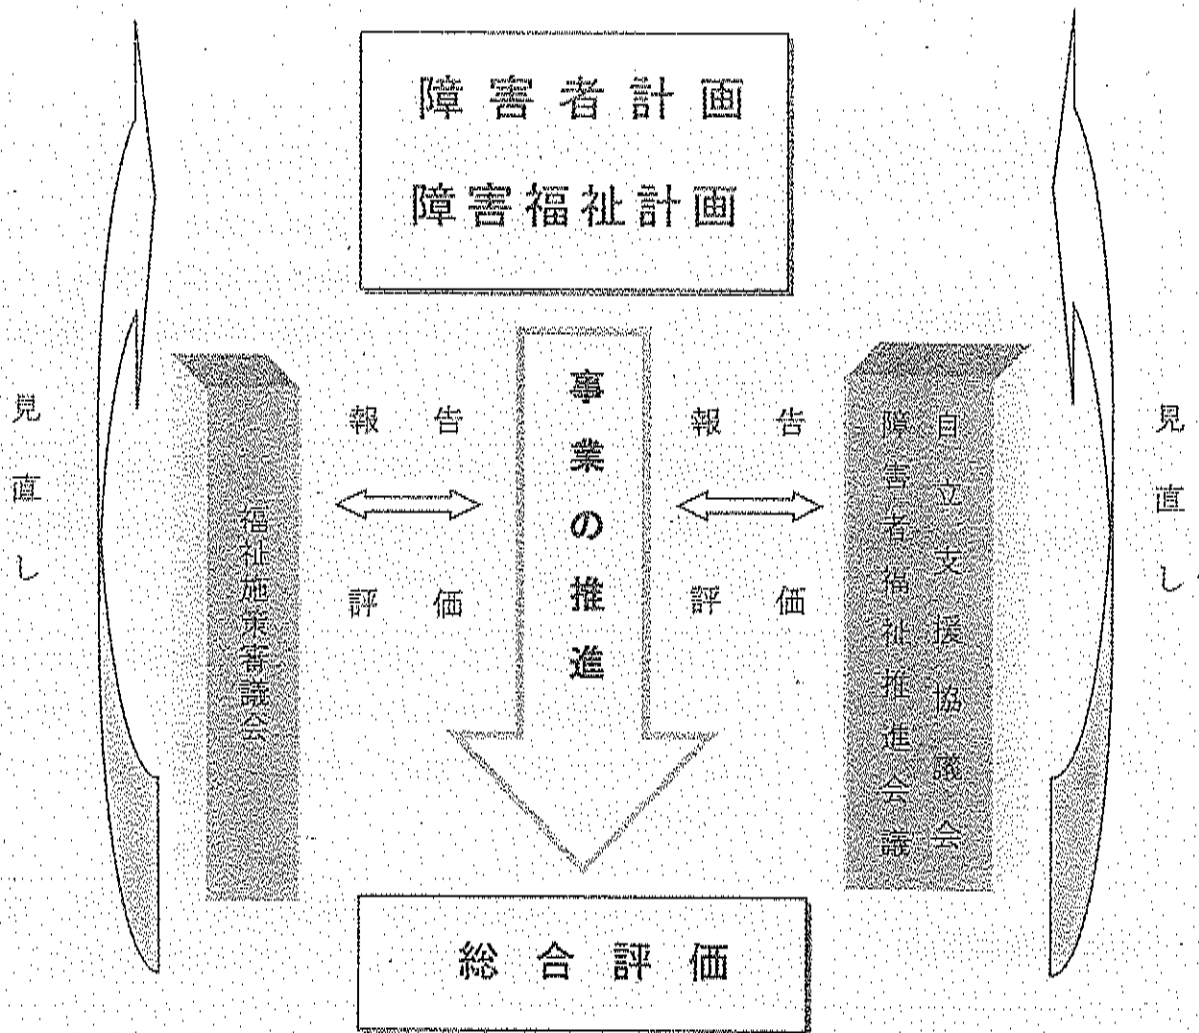 障害者計画
障害福祉計画
事業の推進
見直し
福祉施策審議会
報告
評価
報告
評価
自立支援協議会
障害者福祉推進会議
見直し
総合評価